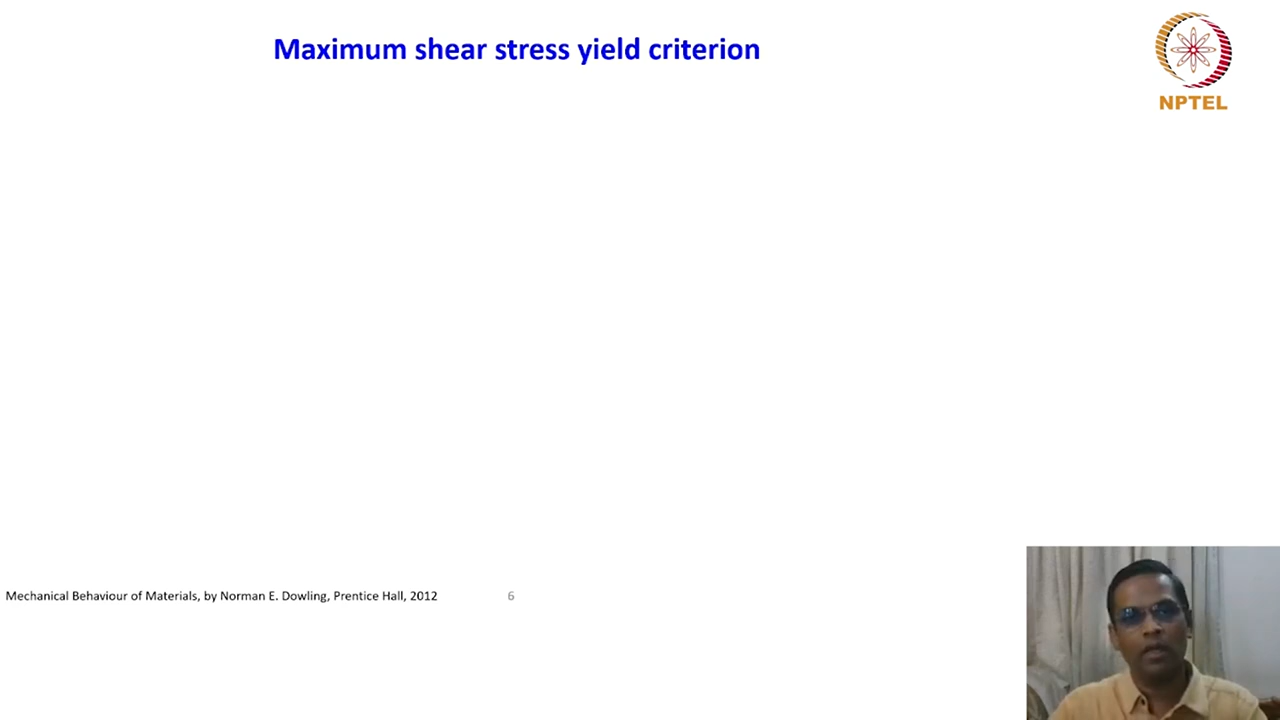 Maximum shear stress yield criterion
NPTEL
Mechanical Behaviour of Materials, by Norman E. Dowling, Prentice Hall, 2012
6